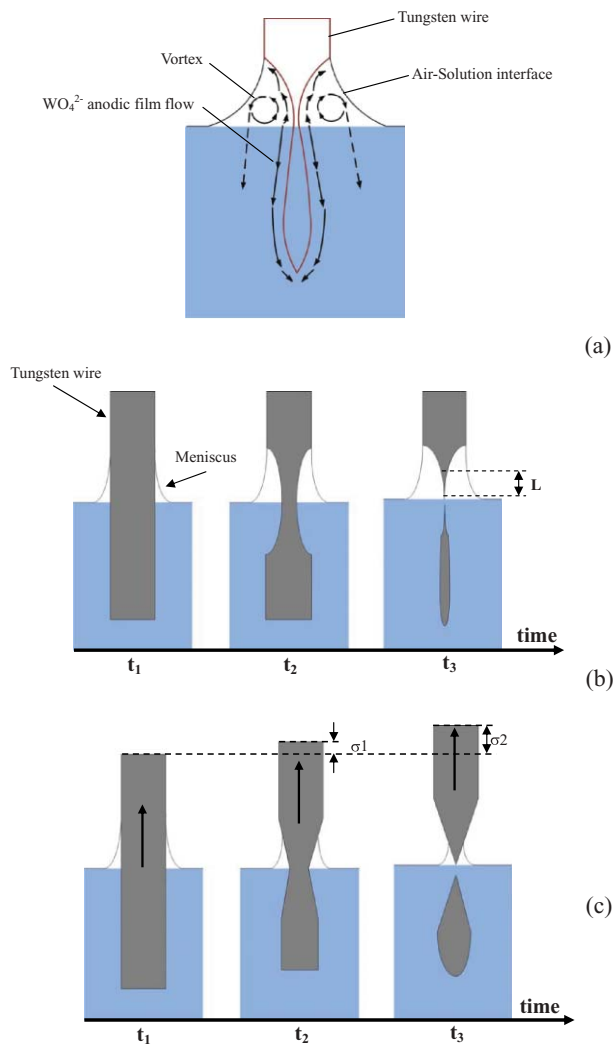 Tungsten wire
Vortex
Air-Solution interface
WO₄²⁻ anodic film flow
(a)
Tungsten wire
Meniscus
L
time
t₁ t₂ t₃
(b)
σ1
σ2
(c)
time
t₁ t₂ t₃